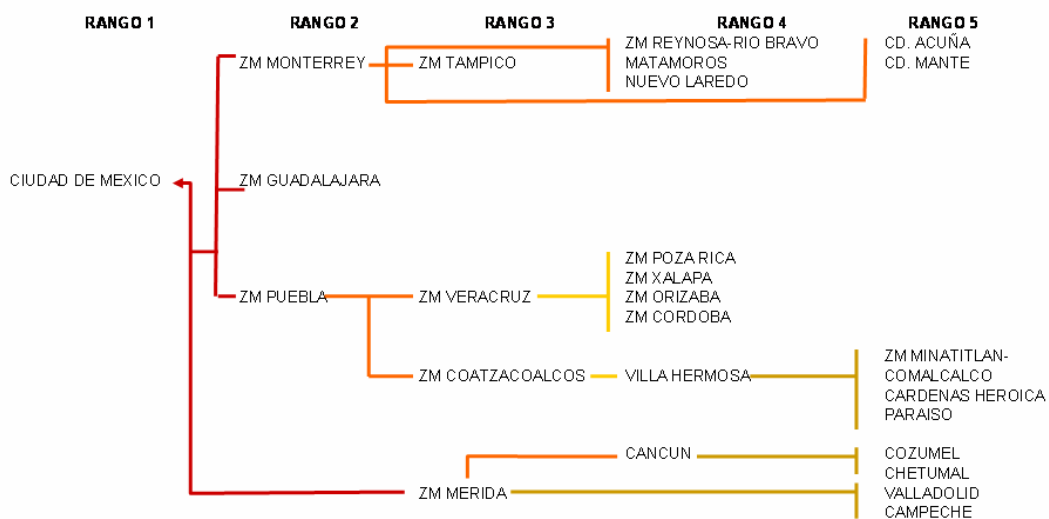 RANGO 1 RANGO 2 RANGO 3 RANGO 4 RANGO 5
ZM MONTERREY
ZM TAMPICO
ZM REYNOSA-RIO BRAVO
MATAMOROS
NUEVO LAREDO
CD. ACUÑA
CD. MANTE
CIUDAD DE MEXICO
ZM GUADALAJARA
ZM PUEBLA
ZM VERACRUZ
ZM POZA RICA
ZM XALAPA
ZM ORIZABA
ZM CORDOBA
ZM COATZACOALCOS
VILLA HERMOSA
ZM MINATITLAN-
COMALCALCO
CARDENAS HEROICA
PARAISO
ZM MERIDA
CANCUN
COZUMEL
CHETUMAL
VALLADOLID
CAMPECHE